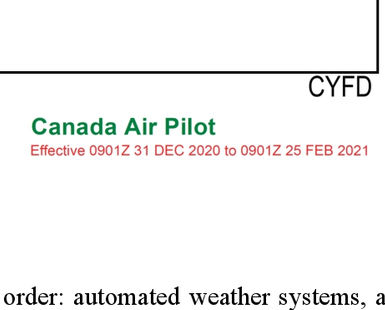 CYFD
Canada Air Pilot
Effective 0901Z 31 DEC 2020 to 0901Z 25 FEB 2021
order: automated weather systems, a